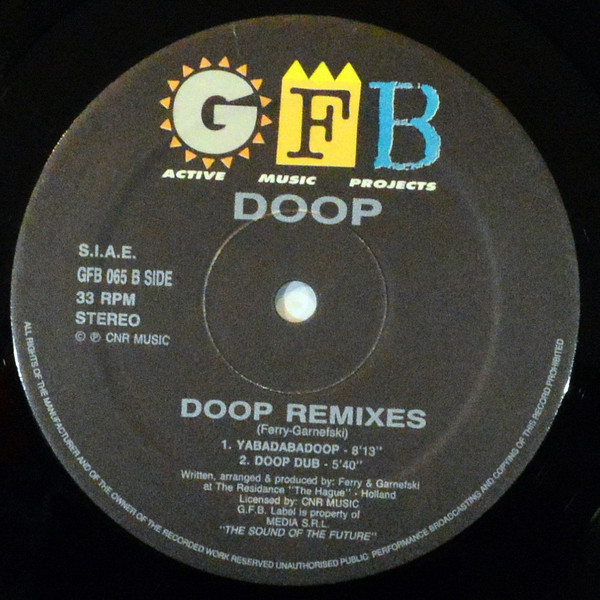 GFB
ACTIVE MUSIC PROJECTS
DOOP
S.I.A.E.
GFB 065 B SIDE
33 RPM
STEREO
© ℗ CNR MUSIC
DOOP REMIXES
(Ferry-Garnefski)
1. YABADABADOOP - 8'13"
2. DOOP DUB - 5'40"
Written, arranged & produced by: Ferry & Garnefski
at The Residance "The Hague" - Holland
Licensed by: CNR MUSIC
G.F.B. Label is property of
MEDIA S.R.L.
"THE SOUND OF THE FUTURE"
ALL RIGHTS OF THE MANUFACTURER AND OF THE OWNER OF THE RECORDED WORK RESERVED UNAUTHORISED PUBLIC PERFORMANCE BROADCASTING AND COPYING OF THIS RECORD PROHIBITED